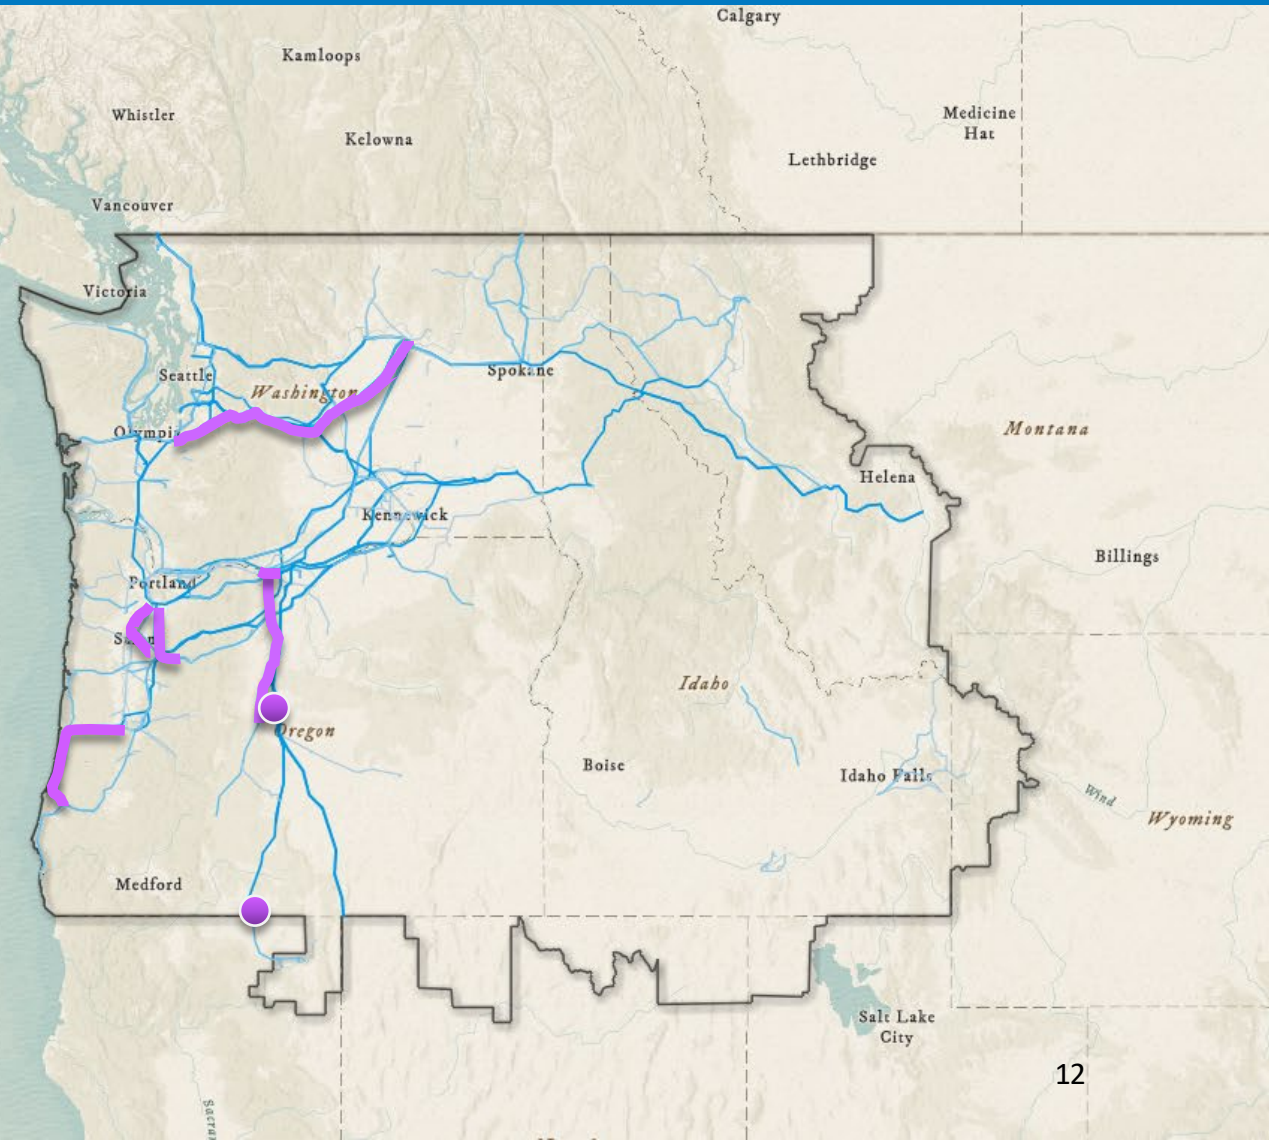 Calgary
Kamloops
Whistler
Medicine
Hat
Kelowna
Lethbridge
Vancouver
Victoria
Seattle
Spokane
Washington
Olympia
Montana
Helena
Kennewick
Billings
Portland
Salem
Idaho
Oregon
Boise
Idaho Falls
Wind
Wyoming
Medford
Salt Lake
City
12